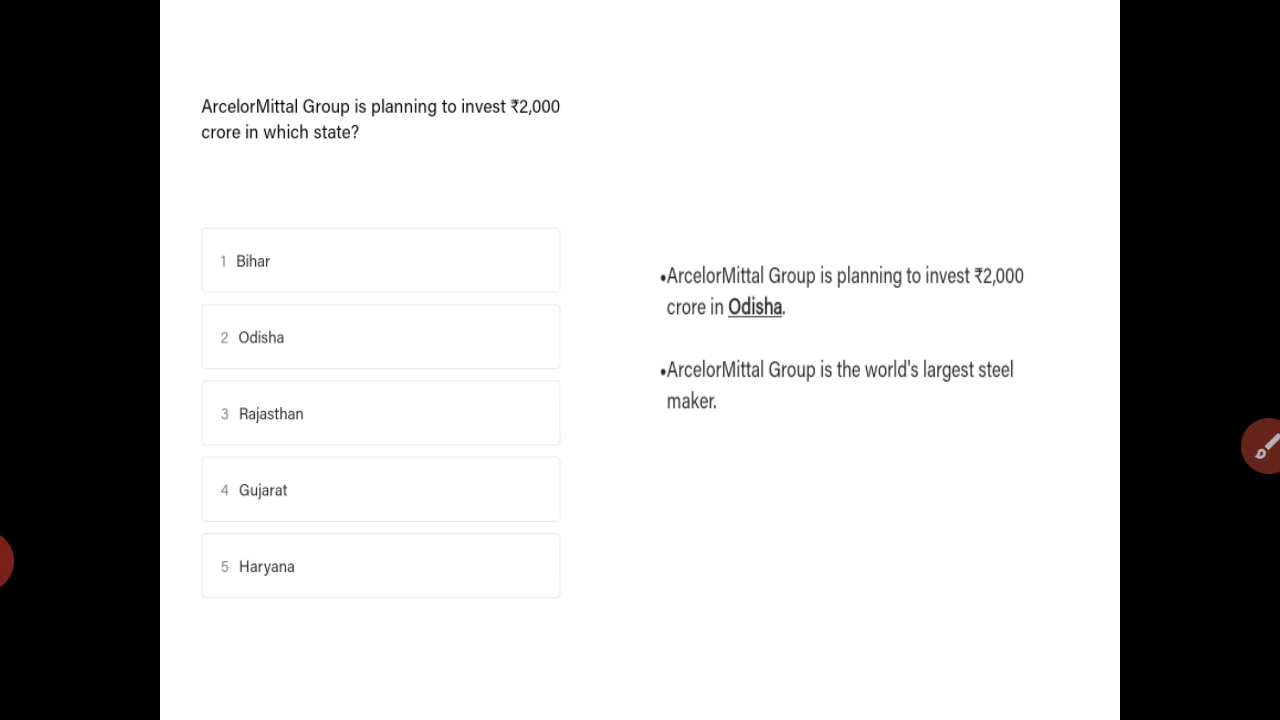 ArcelorMittal Group is planning to invest ₹2,000
crore in which state?
1 Bihar
2 Odisha
3 Rajasthan
4 Gujarat
5 Haryana
•ArcelorMittal Group is planning to invest ₹2,000
crore in Odisha.
•ArcelorMittal Group is the world's largest steel
maker.